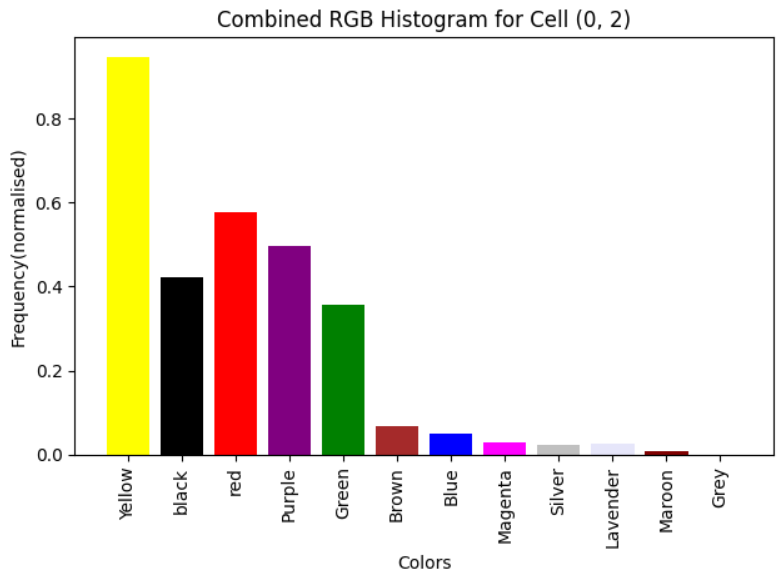 Combined RGB Histogram for Cell (0, 2)
Frequency(normalised)
0.8
0.6
0.4
0.2
0.0
Yellow
black
red
Purple
Green
Brown
Blue
Magenta
Silver
Lavender
Maroon
Grey
Colors